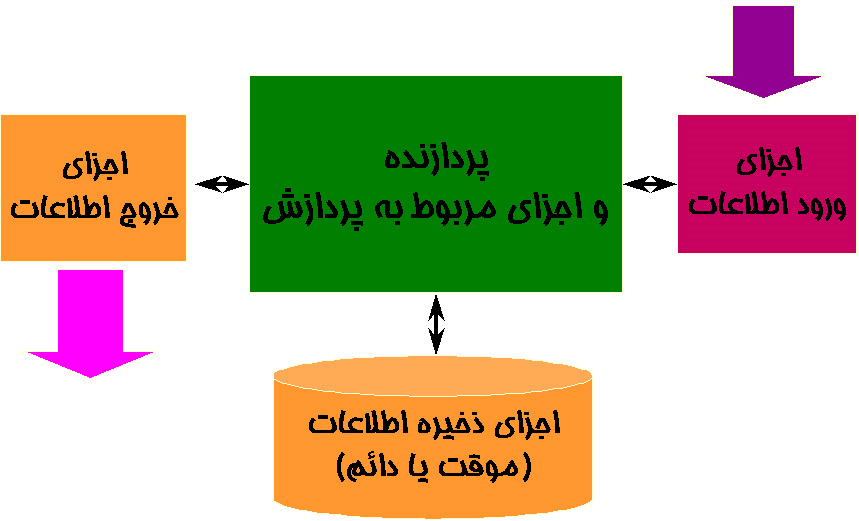 اجزای
ورود اطلاعات
پردازنده
و اجزای مربوط به پردازش
اجزای
خروج اطلاعات
اجزای ذخیره اطلاعات
(موقت یا دائم)